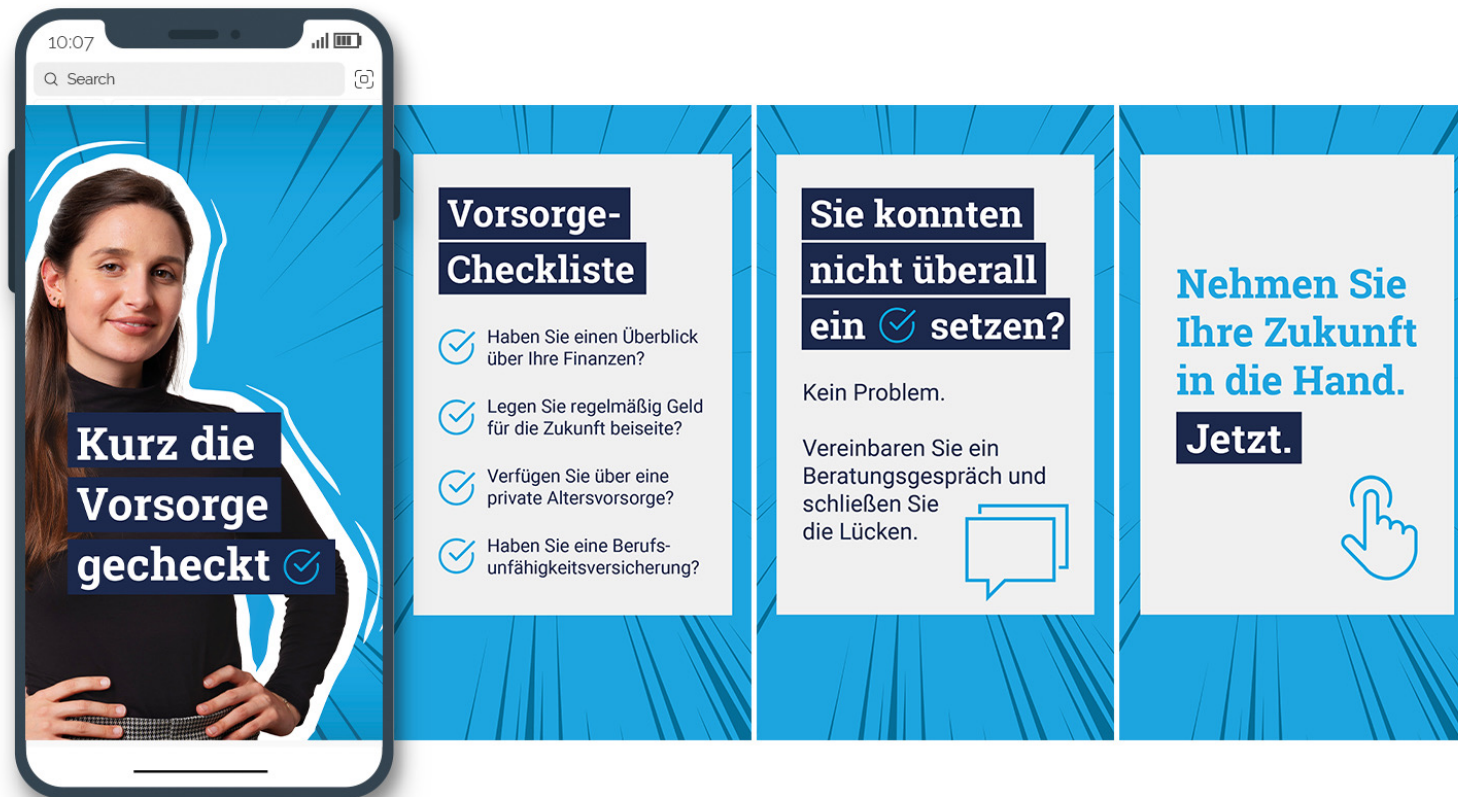 10:07
Search
Kurz die
Vorsorge
gecheckt
Vorsorge-
Checkliste
Haben Sie einen Überblick
über Ihre Finanzen?
Legen Sie regelmäßig Geld
für die Zukunft beiseite?
Verfügen Sie über eine
private Altersvorsorge?
Haben Sie eine Berufs-
unfähigkeitsversicherung?
Sie konnten
nicht überall
ein setzen?
Kein Problem.
Vereinbaren Sie ein
Beratungsgespräch und
schließen Sie
die Lücken.
Nehmen Sie
Ihre Zukunft
in die Hand.
Jetzt.